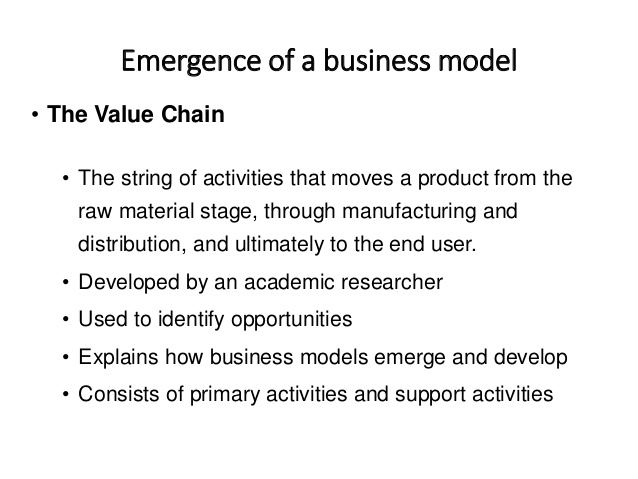 Emergence of a business model
• The Value Chain
• The string of activities that moves a product from the
raw material stage, through manufacturing and
distribution, and ultimately to the end user.
• Developed by an academic researcher
• Used to identify opportunities
• Explains how business models emerge and develop
• Consists of primary activities and support activities